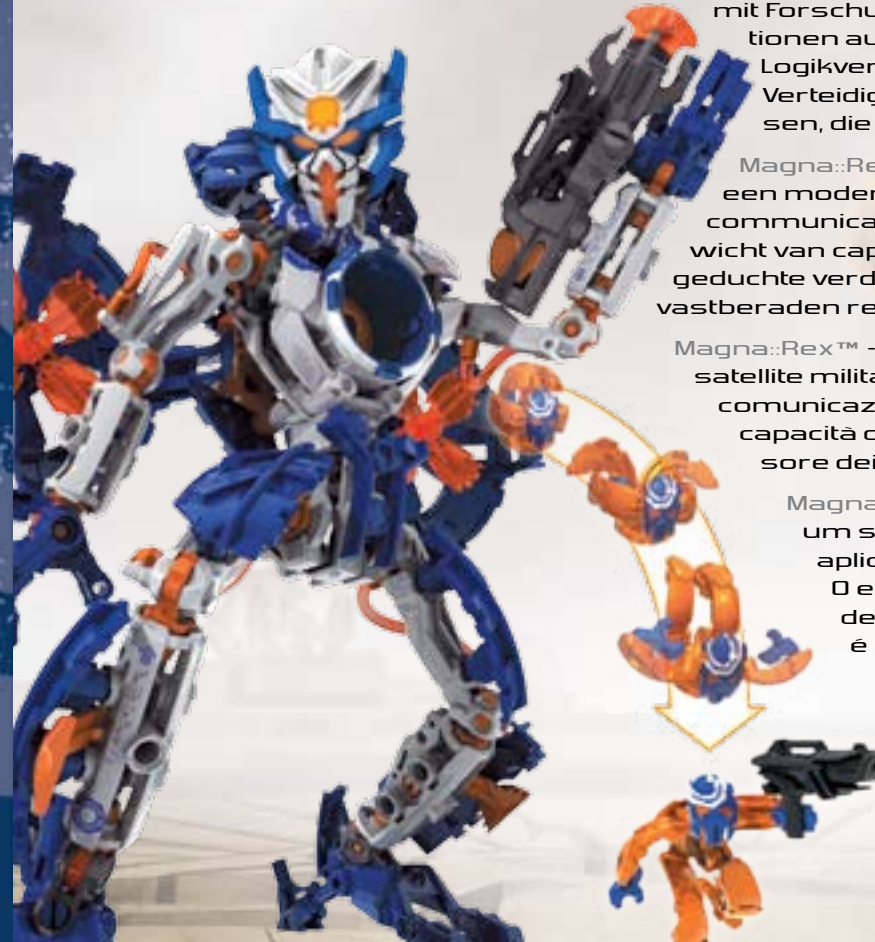 mit Forschu
tionen au
Logikver
Verteidig
sen, die
Magna::Re
een moder
communica
wicht van cap
geduchte verd
vastberaden re
Magna::Rex™ -
satellite milita
comunicaz
capacità c
sore dei
Magna
um s
aplic
O e
de
é